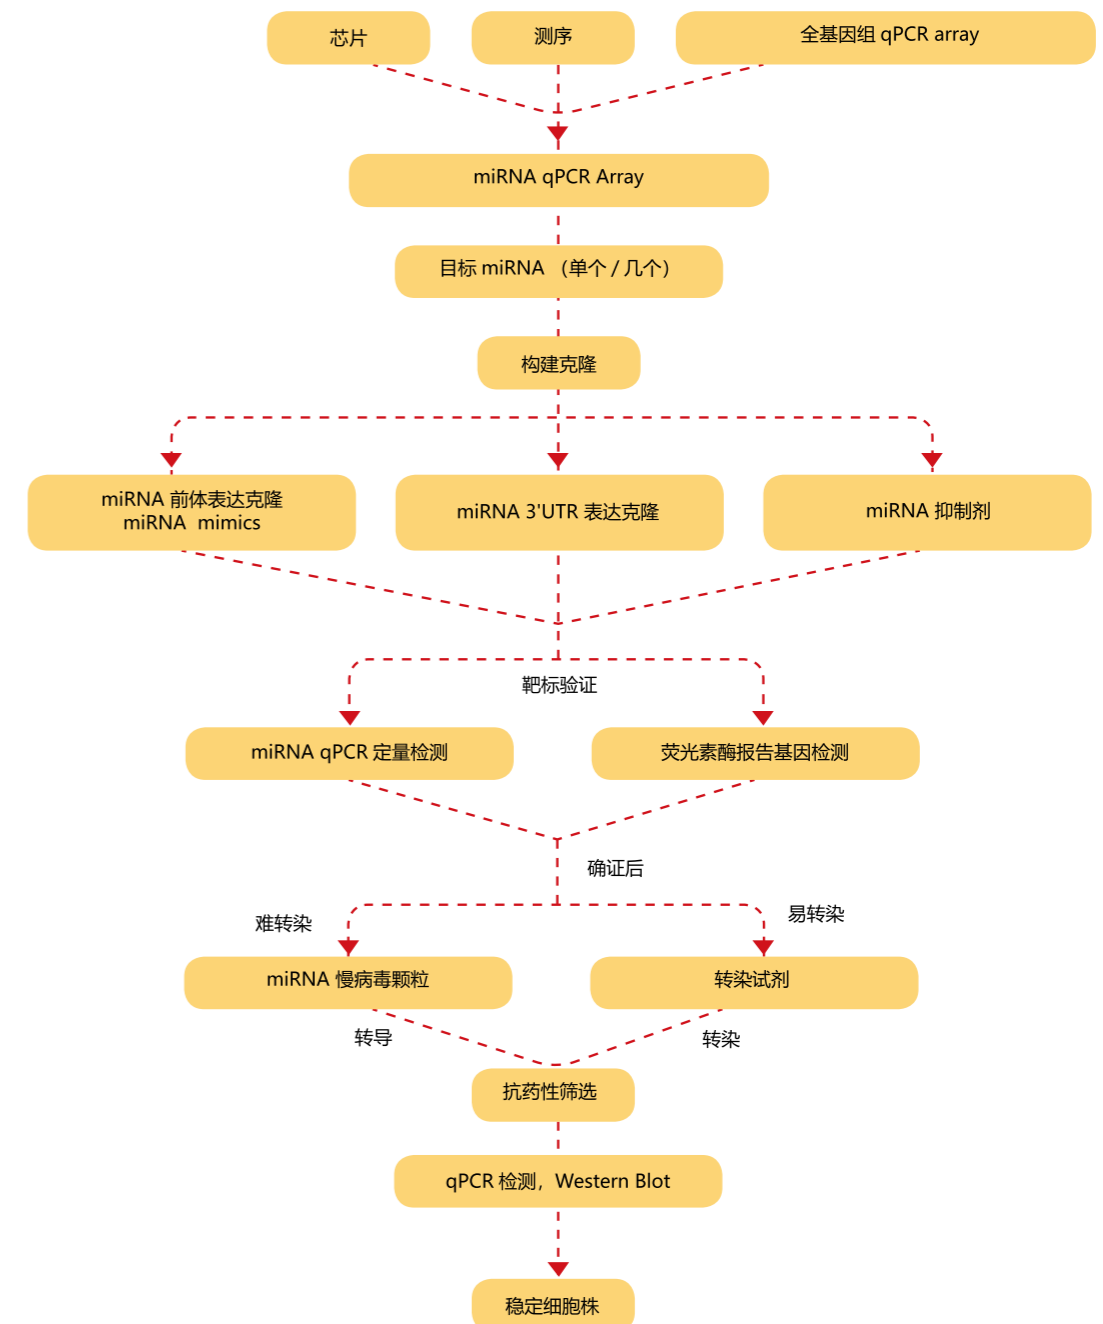 芯片
测序
全基因组 qPCR array
miRNA qPCR Array
目标 miRNA （单个 / 几个）
构建克隆
miRNA 前体表达克隆
miRNA mimics
miRNA 3'UTR 表达克隆
miRNA 抑制剂
靶标验证
miRNA qPCR 定量检测
荧光素酶报告基因检测
确证后
难转染
易转染
miRNA 慢病毒颗粒
转染试剂
转导
转染
抗药性筛选
qPCR 检测，Western Blot
稳定细胞株